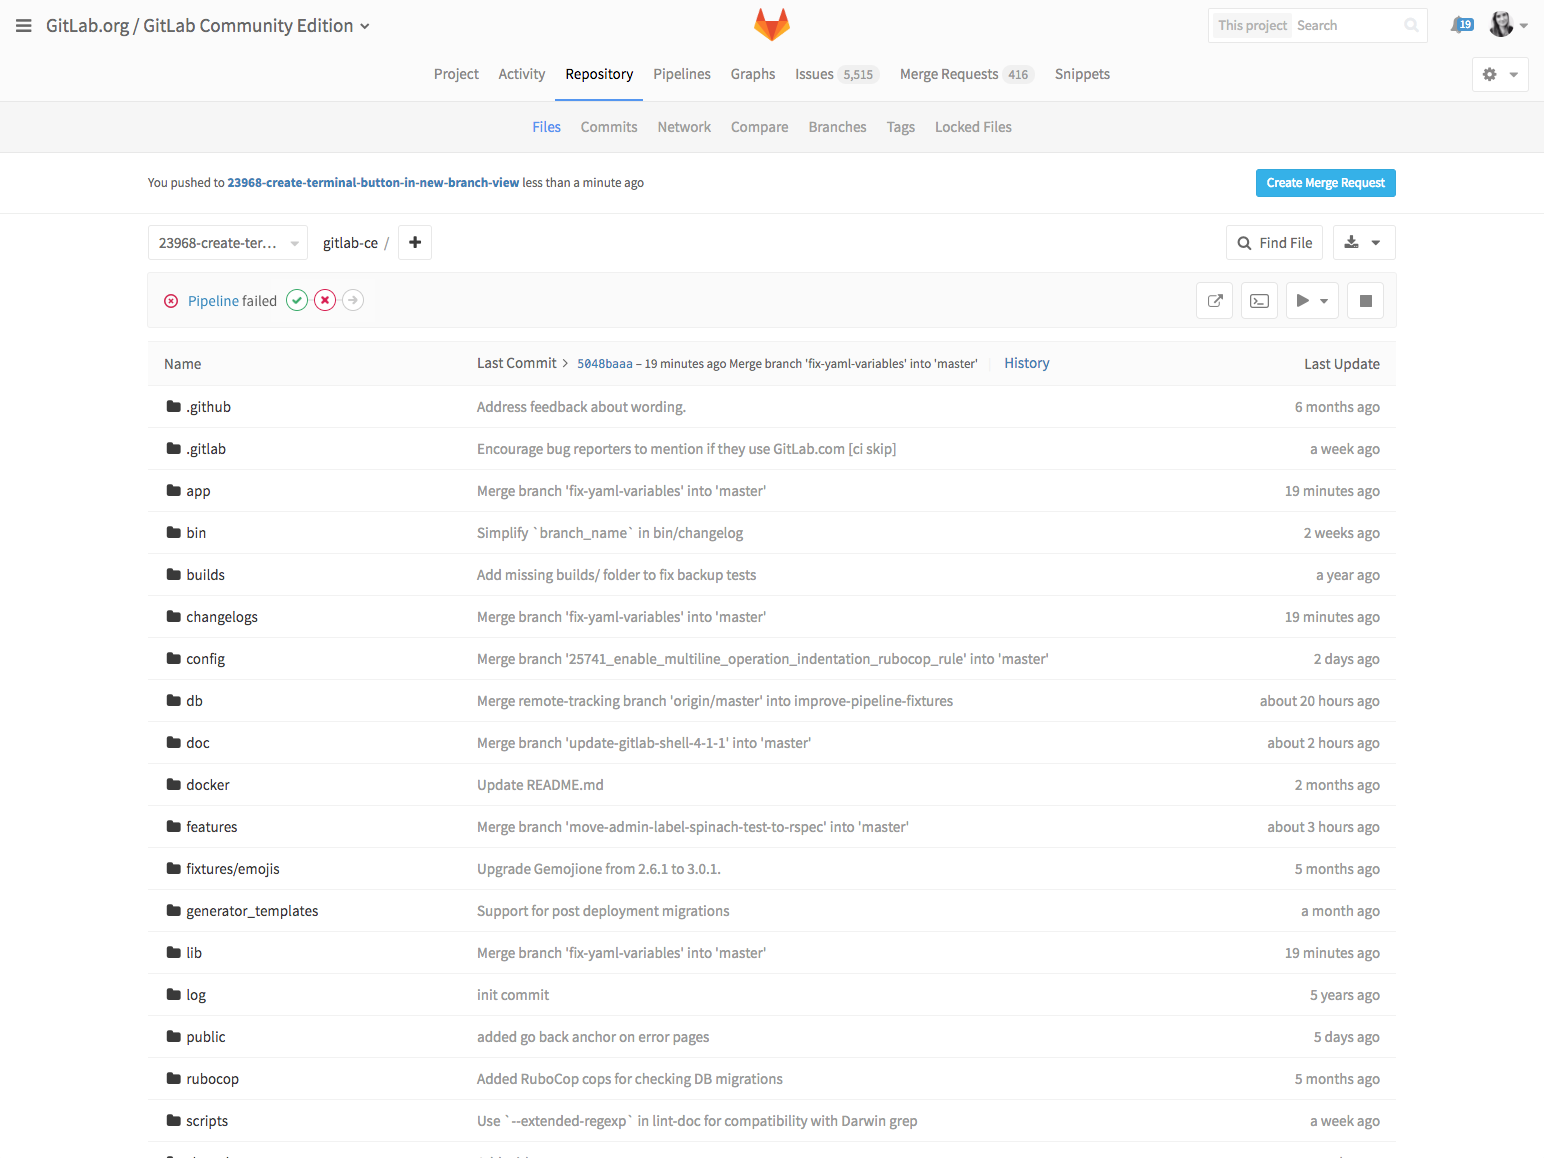 GitLab.org / GitLab Community Edition
This project Search
19
Project Activity Repository Pipelines Graphs Issues 5,515 Merge Requests 416 Snippets
Files Commits Network Compare Branches Tags Locked Files
You pushed to 23968-create-terminal-button-in-new-branch-view less than a minute ago
Create Merge Request
23968-create-ter... gitlab-ce / +
Find File
Pipeline failed
Name Last Commit > 5048baaa – 19 minutes ago Merge branch 'fix-yaml-variables' into 'master' History Last Update
.github Address feedback about wording. 6 months ago
.gitlab Encourage bug reporters to mention if they use GitLab.com [ci skip] a week ago
app Merge branch 'fix-yaml-variables' into 'master' 19 minutes ago
bin Simplify `branch_name` in bin/changelog 2 weeks ago
builds Add missing builds/ folder to fix backup tests a year ago
changelogs Merge branch 'fix-yaml-variables' into 'master' 19 minutes ago
config Merge branch '25741_enable_multiline_operation_indentation_rubocop_rule' into 'master' 2 days ago
db Merge remote-tracking branch 'origin/master' into improve-pipeline-fixtures about 20 hours ago
doc Merge branch 'update-gitlab-shell-4-1-1' into 'master' about 2 hours ago
docker Update README.md 2 months ago
features Merge branch 'move-admin-label-spinach-test-to-rspec' into 'master' about 3 hours ago
fixtures/emojis Upgrade Gemojione from 2.6.1 to 3.0.1. 5 months ago
generator_templates Support for post deployment migrations a month ago
lib Merge branch 'fix-yaml-variables' into 'master' 19 minutes ago
log init commit 5 years ago
public added go back anchor on error pages 5 days ago
rubocop Added RuboCop cops for checking DB migrations 5 months ago
scripts Use `--extended-regexp` in lint-doc for compatibility with Darwin grep a week ago